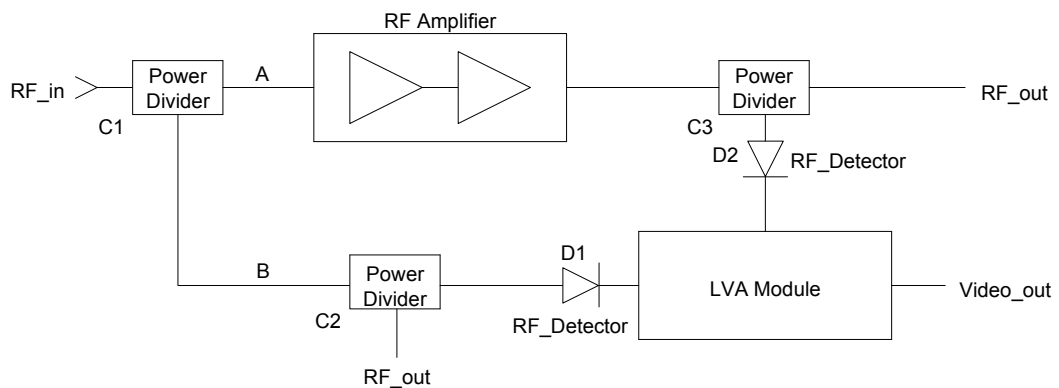 RF Amplifier
RF_in
Power
Divider
C1
A
Power
Divider
C3
RF_out
D2
RF_Detector
B
Power
Divider
C2
RF_out
D1
RF_Detector
LVA Module
Video_out